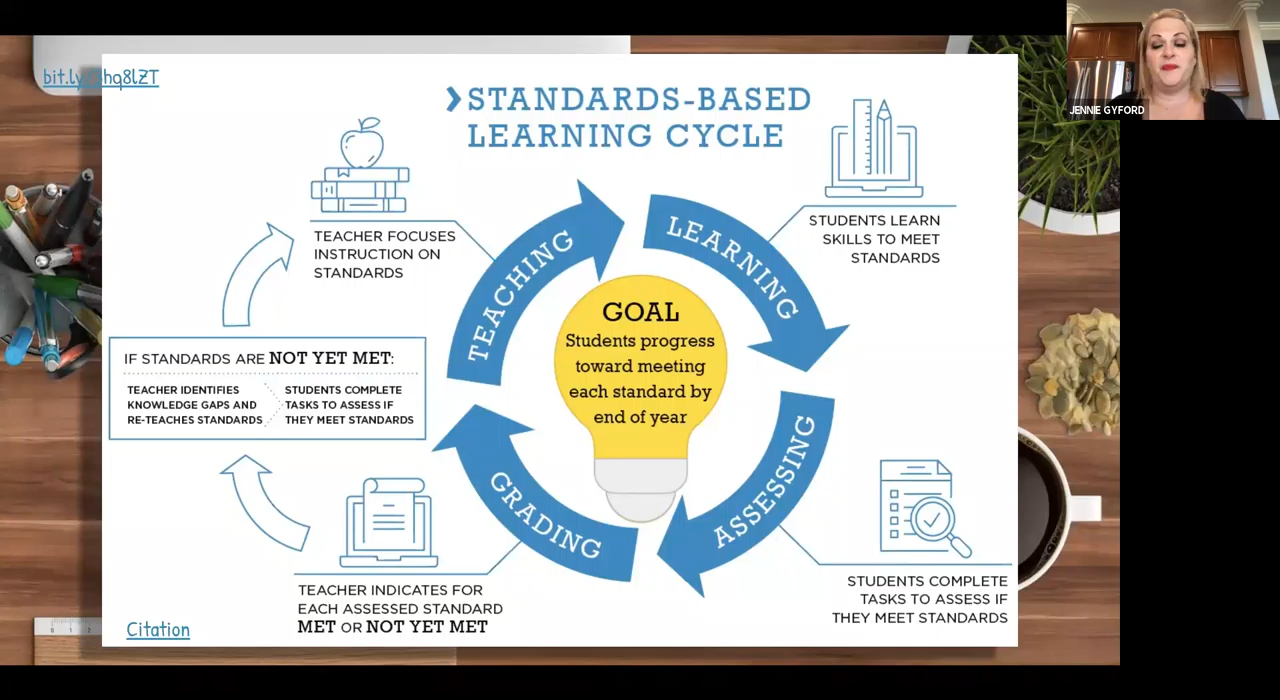 JENNIE GYFORD
STANDARDS-BASED
LEARNING CYCLE
TEACHER FOCUSES
INSTRUCTION ON
STANDARDS
TEACHING
LEARNING
STUDENTS LEARN
SKILLS TO MEET
STANDARDS
GOAL
Students progress
toward meeting
each standard by
end of year
IF STANDARDS ARE NOT YET MET:
TEACHER IDENTIFIES
KNOWLEDGE GAPS AND
RE-TEACHES STANDARDS
STUDENTS COMPLETE
TASKS TO ASSESS IF
THEY MEET STANDARDS
GRADING
ASSESSING
TEACHER INDICATES FOR
EACH ASSESSED STANDARD
MET OR NOT YET MET
STUDENTS COMPLETE
TASKS TO ASSESS IF
THEY MEET STANDARDS
Citation
0 1 2